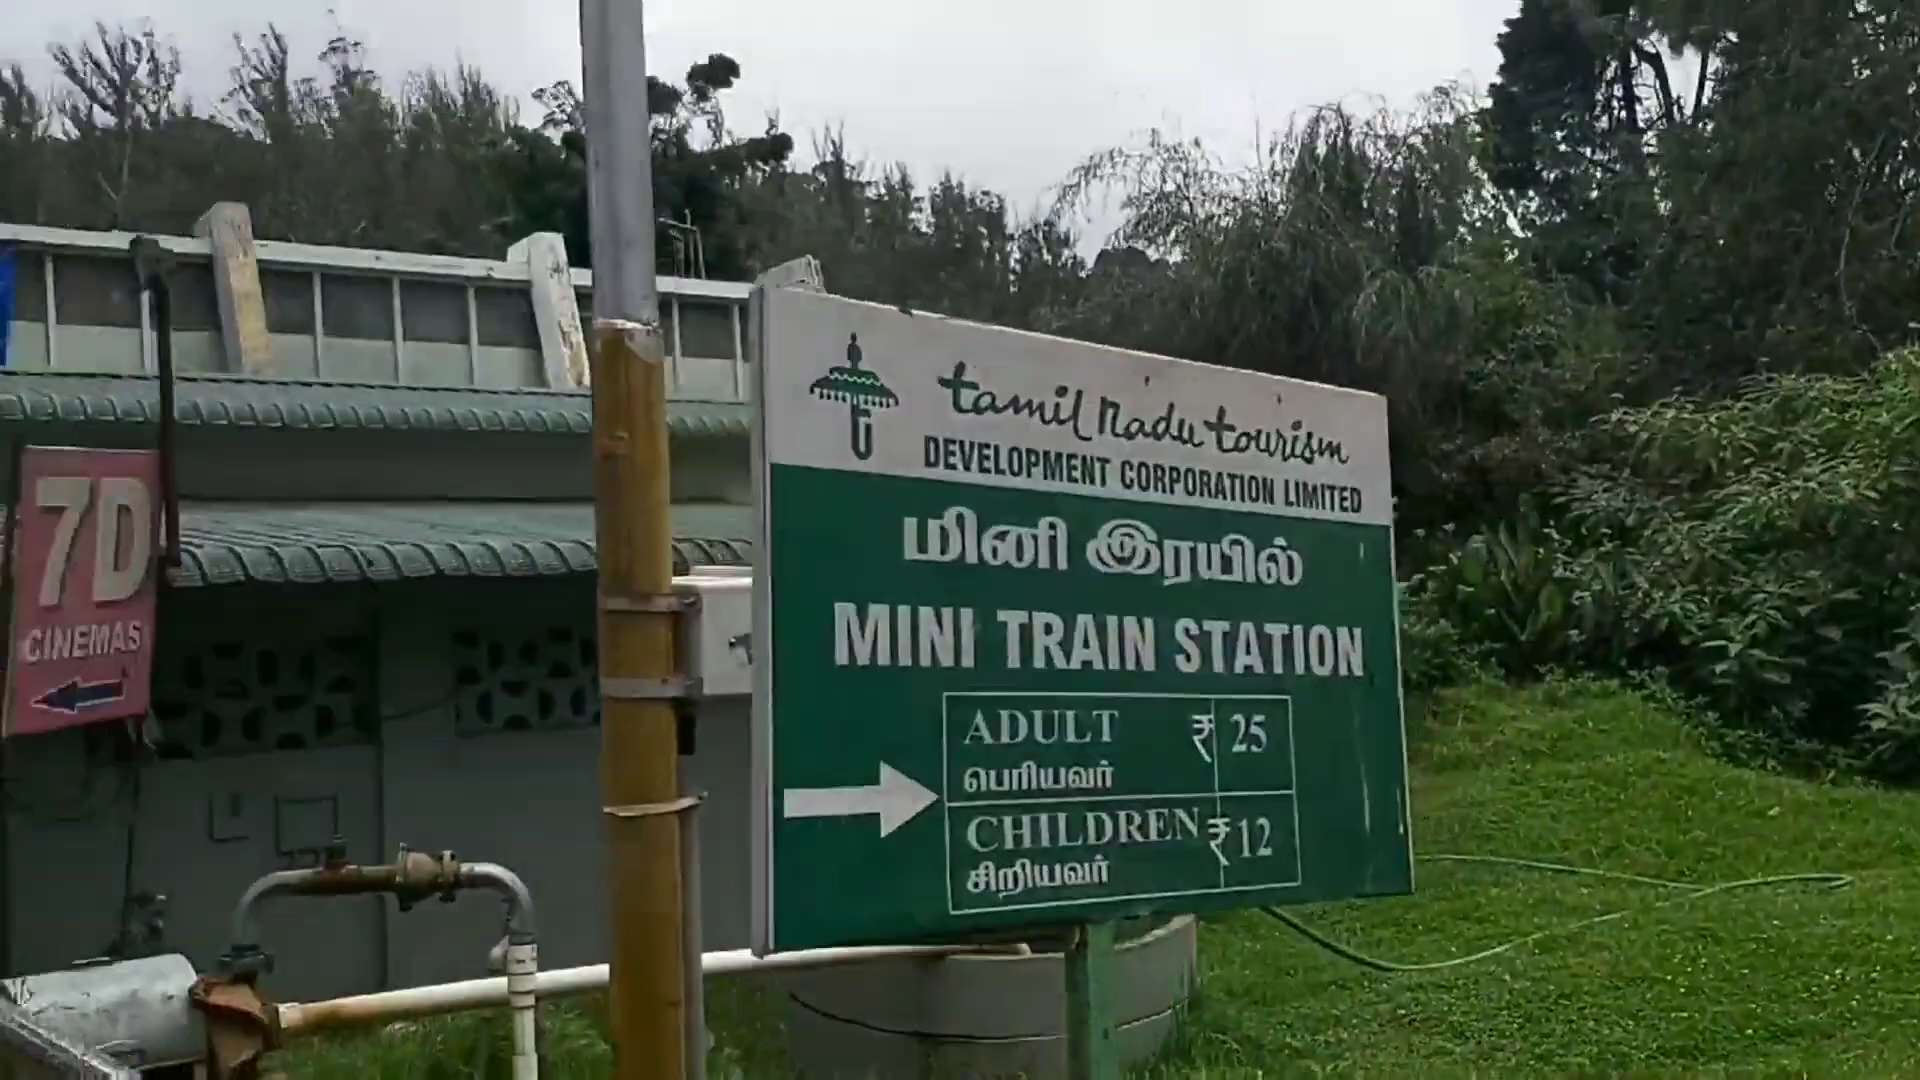 tamil nadu tourism
DEVELOPMENT CORPORATION LIMITED
மினி இரயில்
MINI TRAIN STATION
ADULT ₹ 25
பெரியவர்
CHILDREN ₹ 12
சிறியவர்
7D
CINEMAS